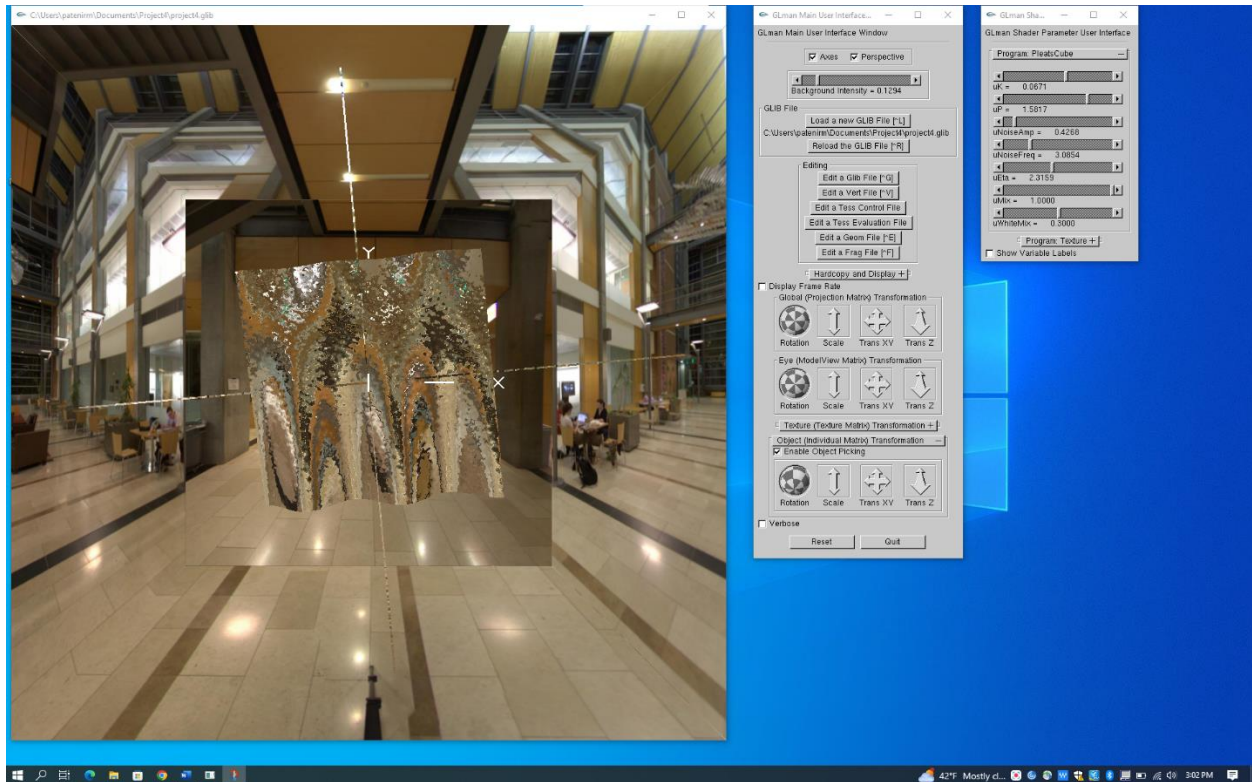 C:\Users\patenirm\Documents\Project4\project4.glib
Y
X
GLman Main User Interface...
GLman Main User Interface Window
Axes Perspective
Background Intensity = 0.1294
GLIB File
Load a new GLIB File [^L]
C:\Users\patenirm\Documents\Project4\project4.glib
Reload the GLIB File [^R]
Editing
Edit a Glib File [^G]
Edit a Vert File [^V]
Edit a Tess Control File
Edit a Tess Evaluation File
Edit a Geom File [^E]
Edit a Frag File [^F]
Hardcopy and Display +
Display Frame Rate
Global (Projection Matrix) Transformation
Rotation Scale Trans XY Trans Z
Eye (ModelView Matrix) Transformation
Rotation Scale Trans XY Trans Z
Texture (Texture Matrix) Transformation +
Object (Individual Matrix) Transformation –
Enable Object Picking
Rotation Scale Trans XY Trans Z
Verbose
Reset Quit
GLman Sha...
GLman Shader Parameter User Interface
Program: PleatsCube –
uK = 0.0671
uP = 1.5817
uNoiseAmp = 0.4268
uNoiseFreq = 3.0854
uEta = 2.3159
uMix = 1.0000
uWhiteMix = 0.3000
Program: Texture +
Show Variable Labels
42°F Mostly cl... 3:02 PM